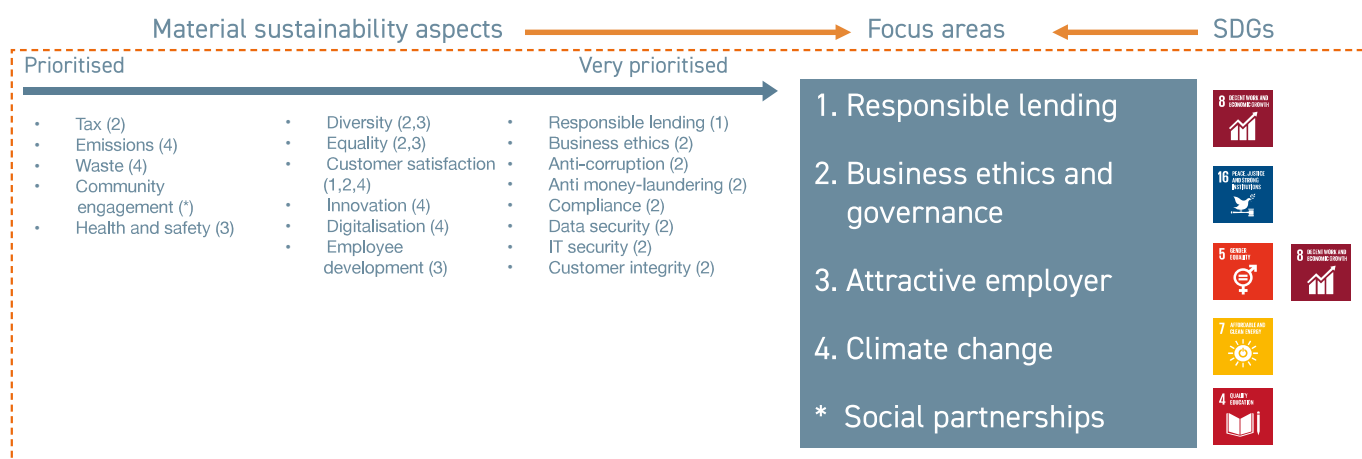 Material sustainability aspects
Focus areas
SDGs
Prioritised
Very prioritised
• Tax (2)
• Emissions (4)
• Waste (4)
• Community
engagement (*)
• Health and safety (3)
• Diversity (2,3)
• Equality (2,3)
• Customer satisfaction
(1,2,4)
• Innovation (4)
• Digitalisation (4)
• Employee
development (3)
• Responsible lending (1)
• Business ethics (2)
• Anti-corruption (2)
• Anti money-laundering (2)
• Compliance (2)
• Data security (2)
• IT security (2)
• Customer integrity (2)
1. Responsible lending
2. Business ethics and
governance
3. Attractive employer
4. Climate change
* Social partnerships
8 DECENT WORK AND
ECONOMIC GROWTH
16 PEACE, JUSTICE
AND STRONG
INSTITUTIONS
5 GENDER
EQUALITY
8 DECENT WORK AND
ECONOMIC GROWTH
7 AFFORDABLE AND
CLEAN ENERGY
4 QUALITY
EDUCATION